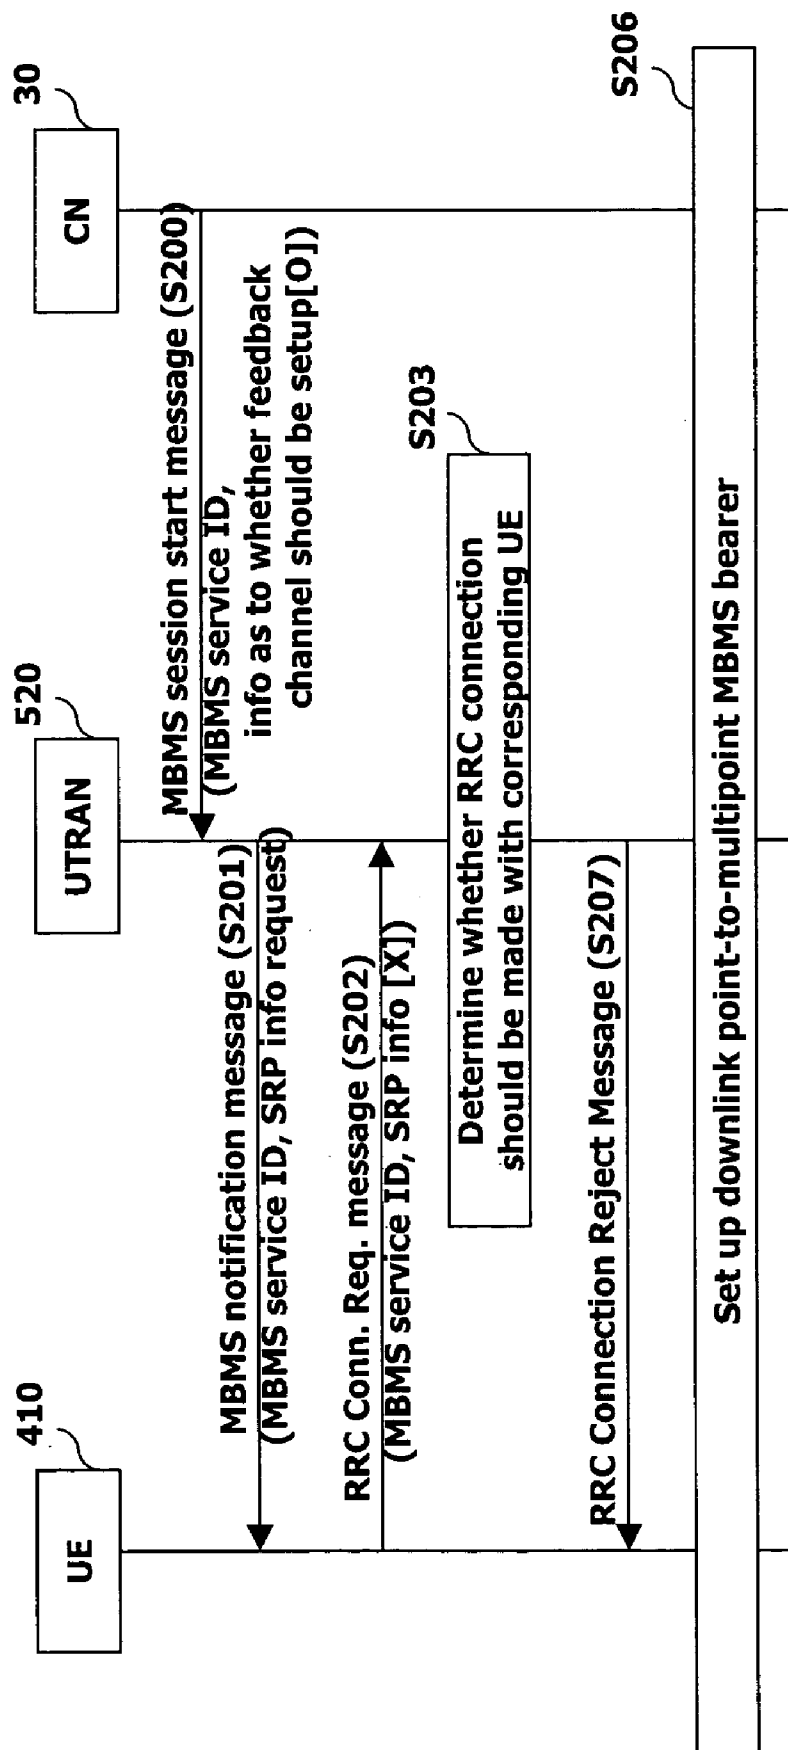 UE
410
UTRAN
520
CN
30
MBMS session start message (S200)
(MBMS service ID,
info as to whether feedback
channel should be setup[O])
MBMS notification message (S201)
(MBMS service ID, SRP info request)
RRC Conn. Req. message (S202)
(MBMS service ID, SRP info [X])
S203
Determine whether RRC connection
should be made with corresponding UE
RRC Connection Reject Message (S207)
S206
Set up downlink point-to-multipoint MBMS bearer